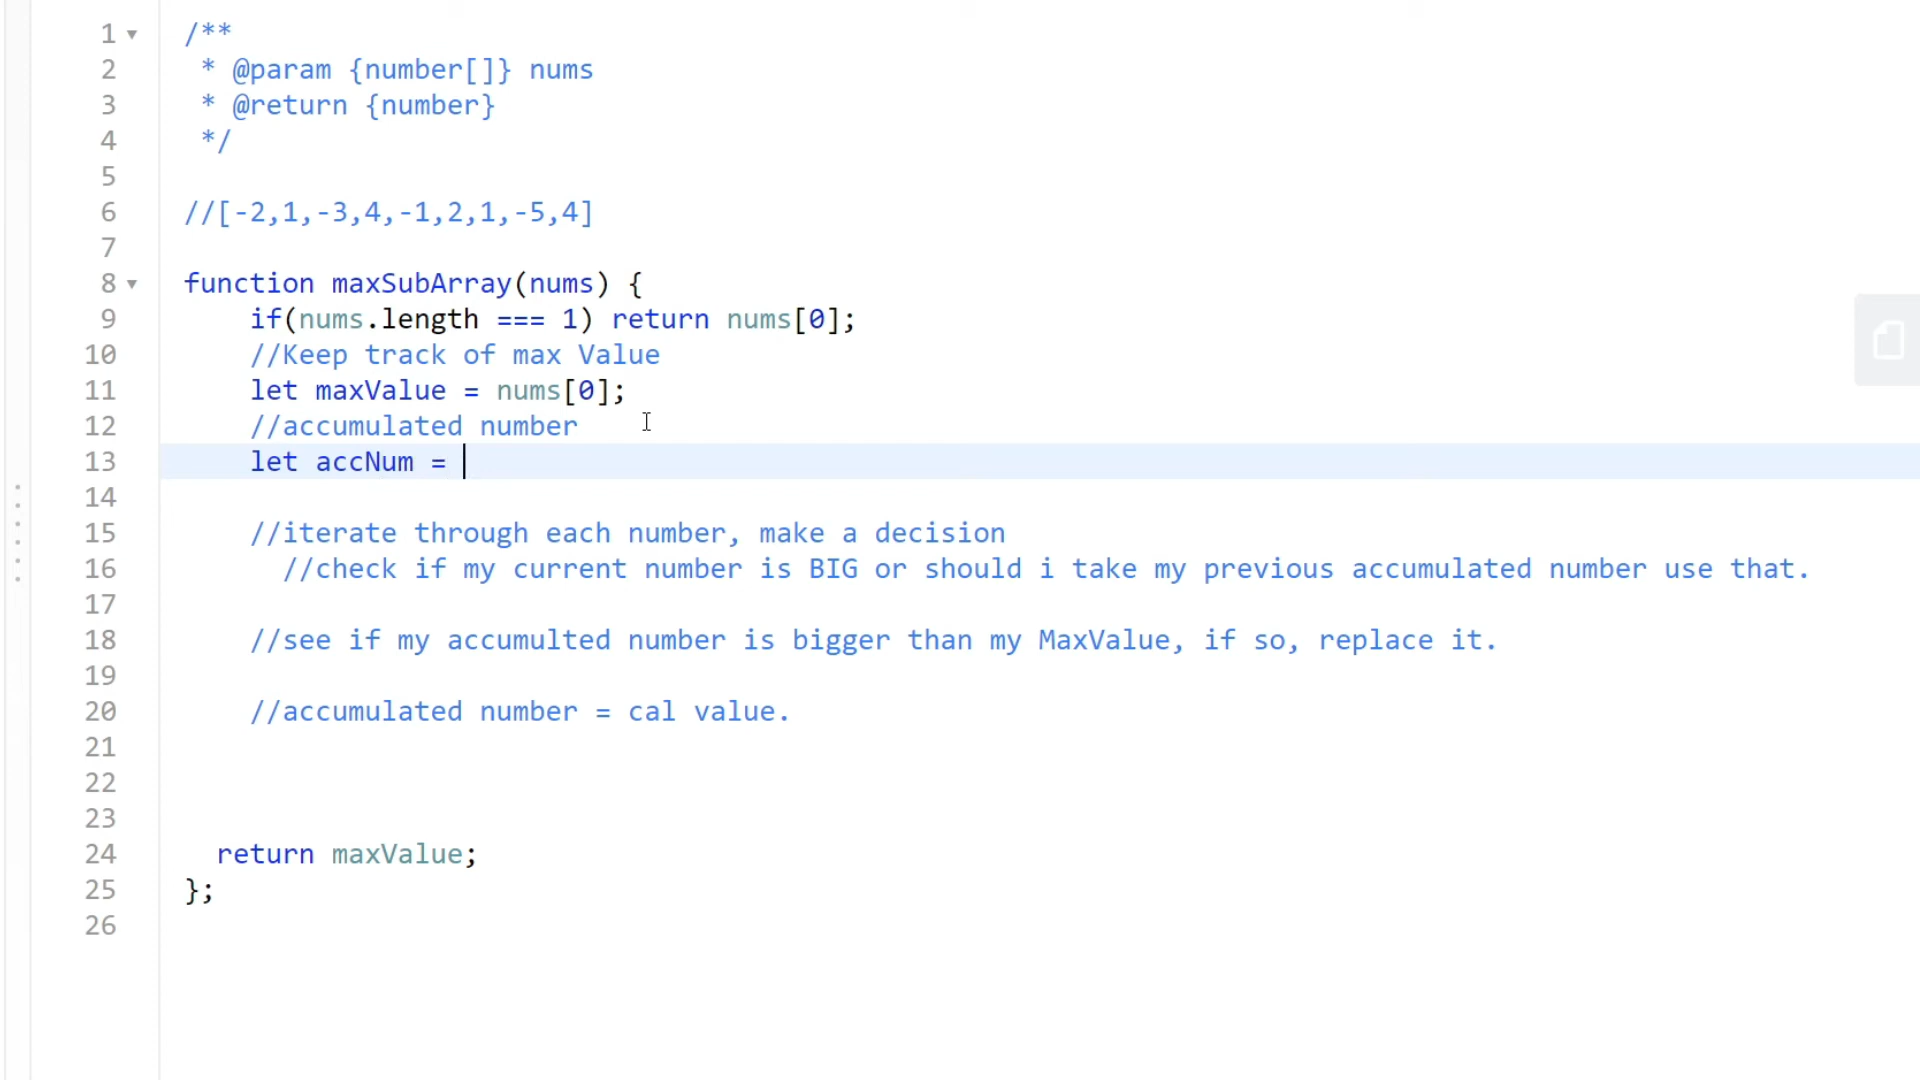 1 /**
2 * @param {number[]} nums
3 * @return {number}
4 */
5
6 //[-2,1,-3,4,-1,2,1,-5,4]
7
8 function maxSubArray(nums) {
9 if(nums.length === 1) return nums[0];
10 //Keep track of max Value
11 let maxValue = nums[0];
12 //accumulated number
13 let accNum =
14
15 //iterate through each number, make a decision
16 //check if my current number is BIG or should i take my previous accumulated number use that.
17
18 //see if my accumulted number is bigger than my MaxValue, if so, replace it.
19
20 //accumulated number = cal value.
21
22
23
24 return maxValue;
25 };
26